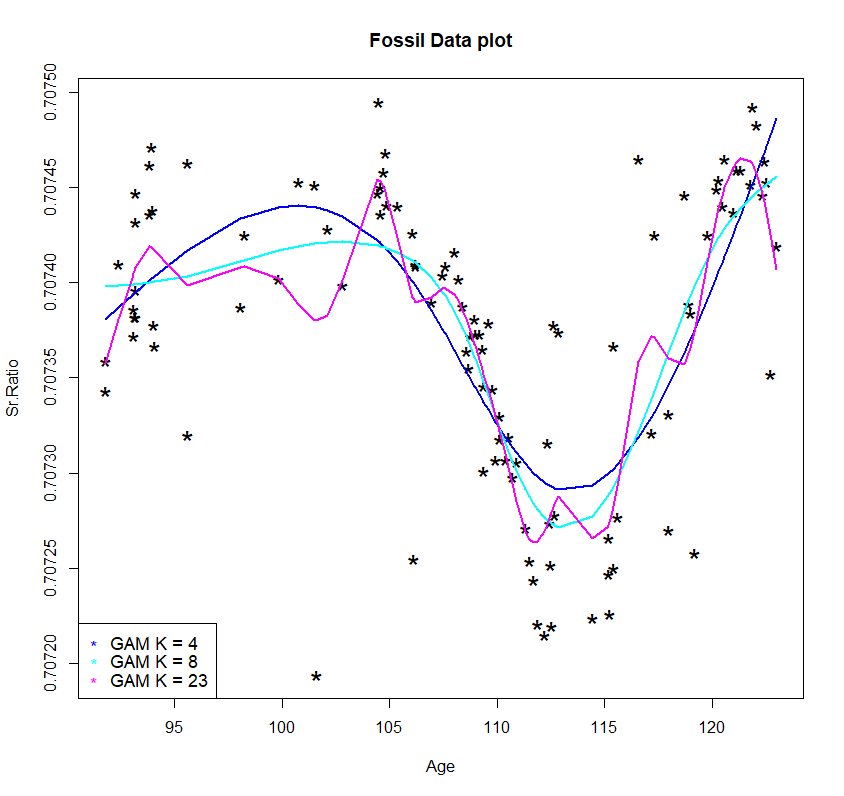 Fossil Data plot
Sr.Ratio
0.70750
0.70745
0.70740
0.70735
0.70730
0.70725
0.70720
* GAM K = 4
* GAM K = 8
* GAM K = 23
95 100 105 110 115 120
Age